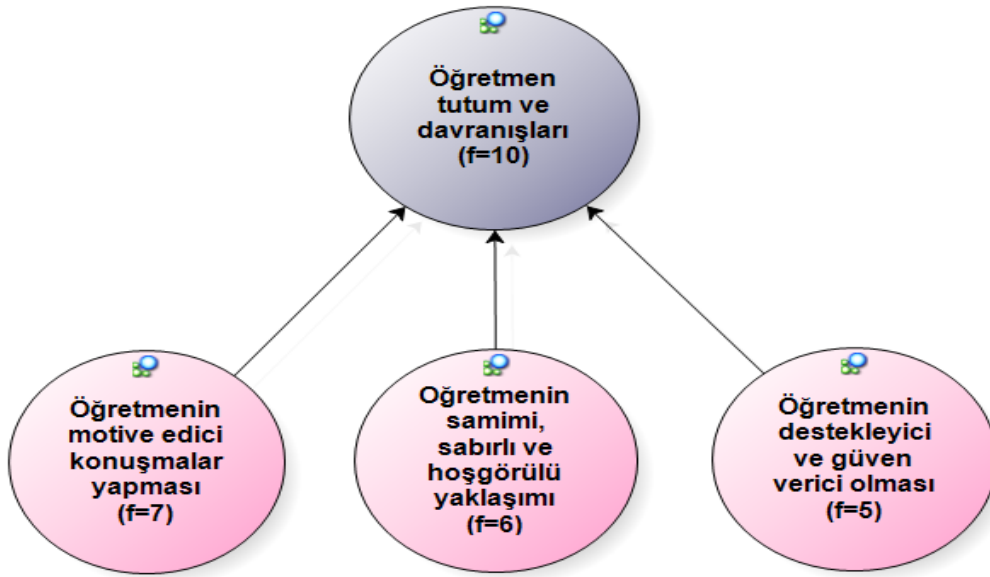 Öğretmen
tutum ve
davranışları
(f=10)
Öğretmenin
motive edici
konuşmalar
yapması
(f=7)
Oğretmenin
samimi,
sabırlı ve
hoşgörülü
yaklaşımı
(f=6)
Öğretmenin
destekleyici
ve güven
verici olması
(f=5)